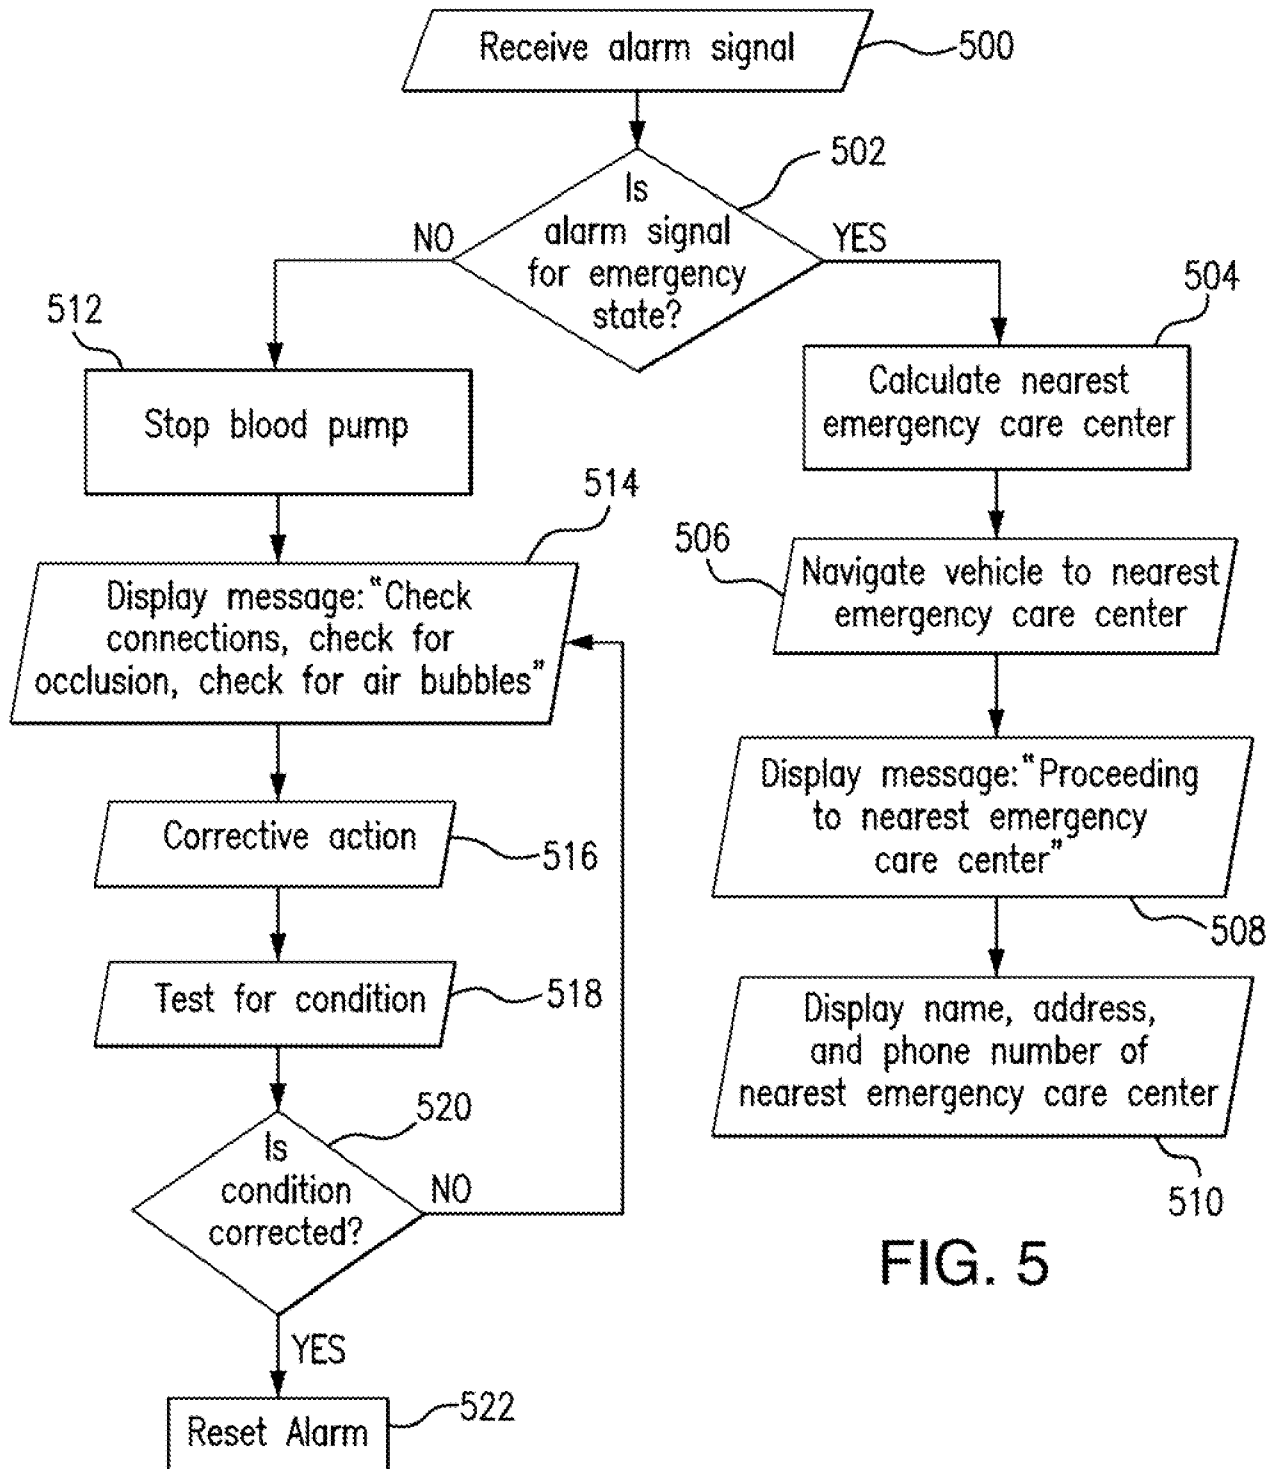 Receive alarm signal
500
502
Is
alarm signal
for emergency
state?
NO
YES
512
Stop blood pump
504
Calculate nearest
emergency care center
514
Display message:"Check
connections, check for
occlusion, check for air bubbles"
506
Navigate vehicle to nearest
emergency care center
Corrective action
516
Display message:"Proceeding
to nearest emergency
care center"
508
Test for condition
518
Display name, address,
and phone number of
nearest emergency care center
510
520
Is
condition
corrected?
NO
YES
Reset Alarm
522
FIG. 5